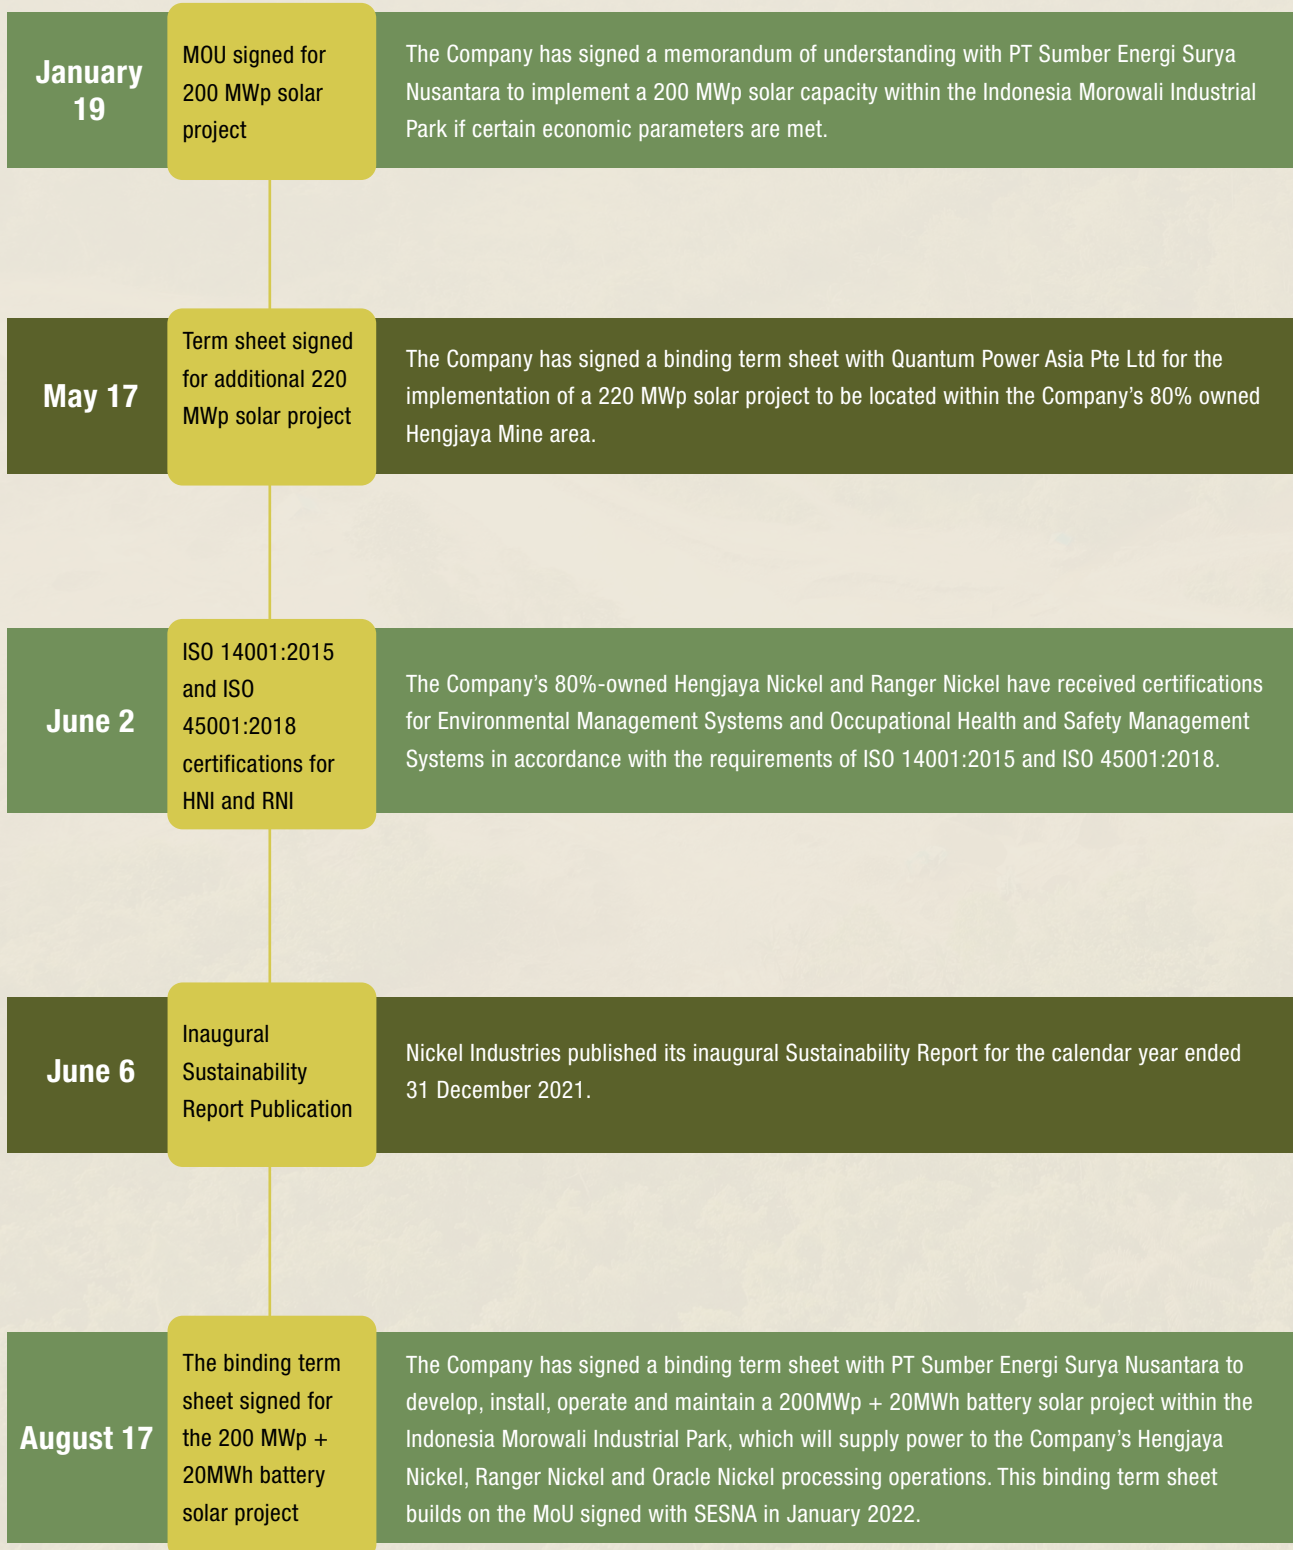 January
19
MOU signed for
200 MWp solar
project
The Company has signed a memorandum of understanding with PT Sumber Energi Surya
Nusantara to implement a 200 MWp solar capacity within the Indonesia Morowali Industrial
Park if certain economic parameters are met.
May 17
Term sheet signed
for additional 220
MWp solar project
The Company has signed a binding term sheet with Quantum Power Asia Pte Ltd for the
implementation of a 220 MWp solar project to be located within the Company’s 80% owned
Hengjaya Mine area.
June 2
ISO 14001:2015
and ISO
45001:2018
certifications for
HNI and RNI
The Company’s 80%-owned Hengjaya Nickel and Ranger Nickel have received certifications
for Environmental Management Systems and Occupational Health and Safety Management
Systems in accordance with the requirements of ISO 14001:2015 and ISO 45001:2018.
June 6
Inaugural
Sustainability
Report Publication
Nickel Industries published its inaugural Sustainability Report for the calendar year ended
31 December 2021.
August 17
The binding term
sheet signed for
the 200 MWp +
20MWh battery
solar project
The Company has signed a binding term sheet with PT Sumber Energi Surya Nusantara to
develop, install, operate and maintain a 200MWp + 20MWh battery solar project within the
Indonesia Morowali Industrial Park, which will supply power to the Company’s Hengjaya
Nickel, Ranger Nickel and Oracle Nickel processing operations. This binding term sheet
builds on the MoU signed with SESNA in January 2022.